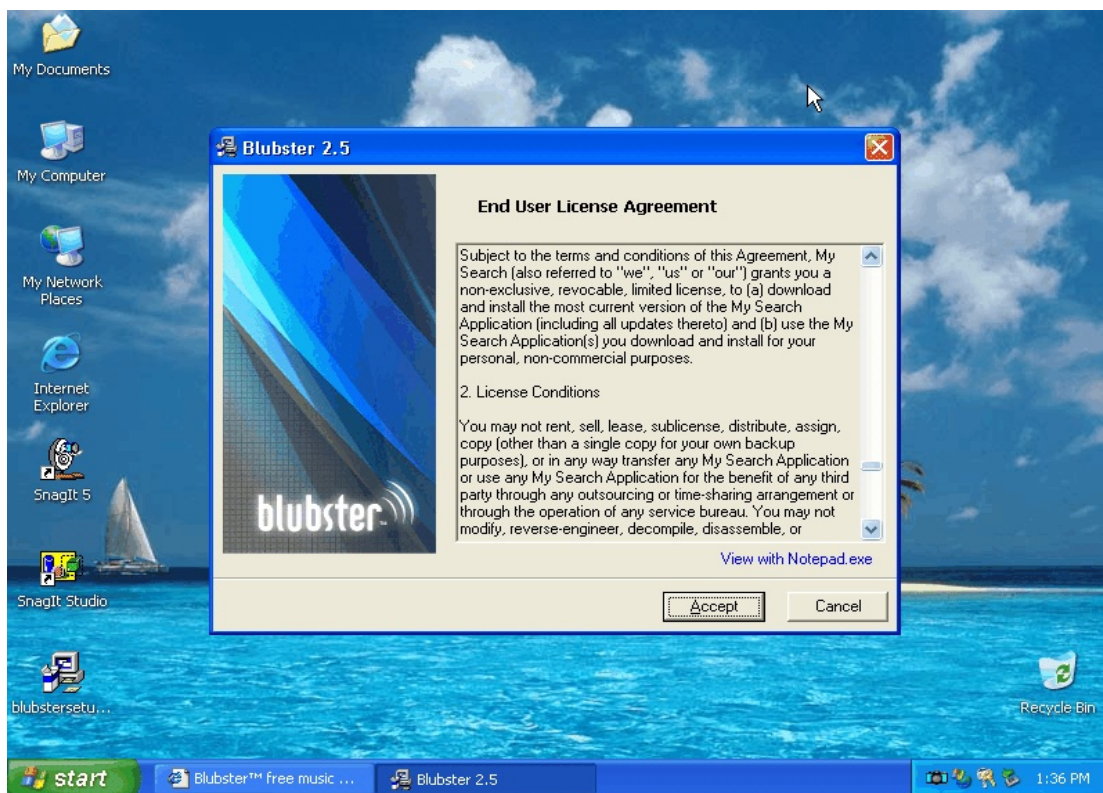 My Documents
My Computer
My Network
Places
Internet
Explorer
SnagIt 5
SnagIt Studio
blubstersetu...
Blubster 2.5
End User License Agreement
Subject to the terms and conditions of this Agreement, My
Search (also referred to "we", "us" or "our") grants you a
non-exclusive, revocable, limited license, to (a) download
and install the most current version of the My Search
Application (including all updates thereto) and (b) use the My
Search Application(s) you download and install for your
personal, non-commercial purposes.
2. License Conditions
You may not rent, sell, lease, sublicense, distribute, assign,
copy (other than a single copy for your own backup
purposes), or in any way transfer any My Search Application
or use any My Search Application for the benefit of any third
party through any outsourcing or time-sharing arrangement or
through the operation of any service bureau. You may not
modify, reverse-engineer, decompile, disassemble, or
blubster
View with Notepad.exe
Accept
Cancel
Recycle Bin
start
Blubster™ free music ...
Blubster 2.5
1:36 PM